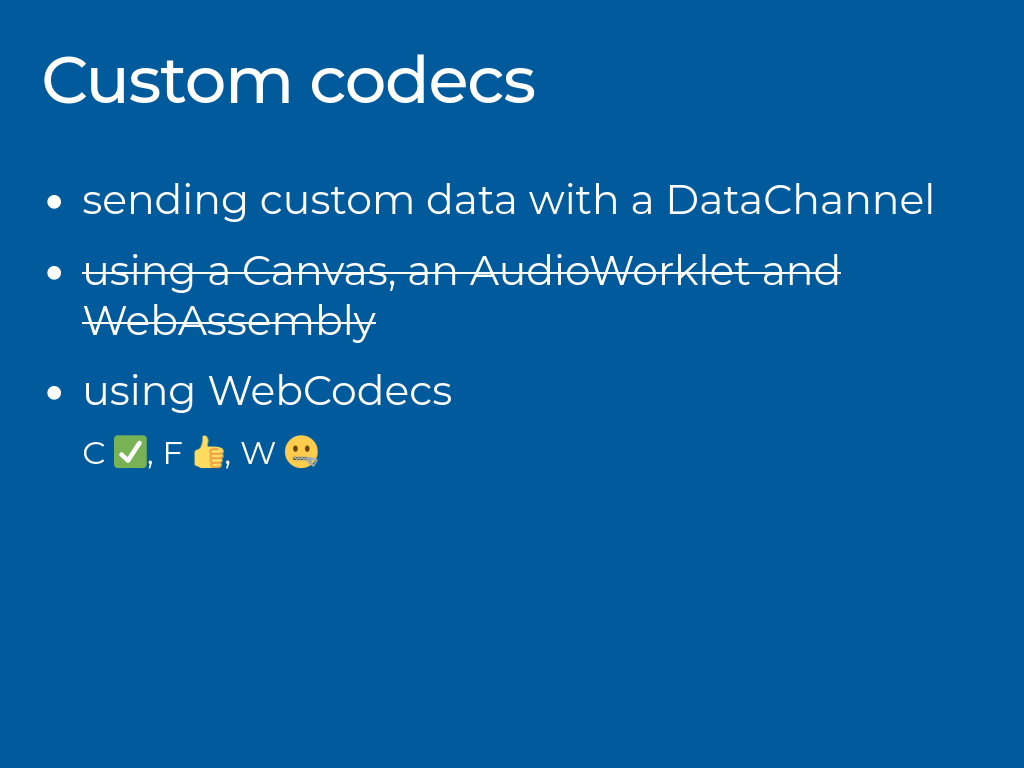 Custom codecs
• sending custom data with a DataChannel
• ~~using a Canvas, an AudioWorklet and~~
~~WebAssembly~~
• using WebCodecs
C ✅, F 👍, W 🤐